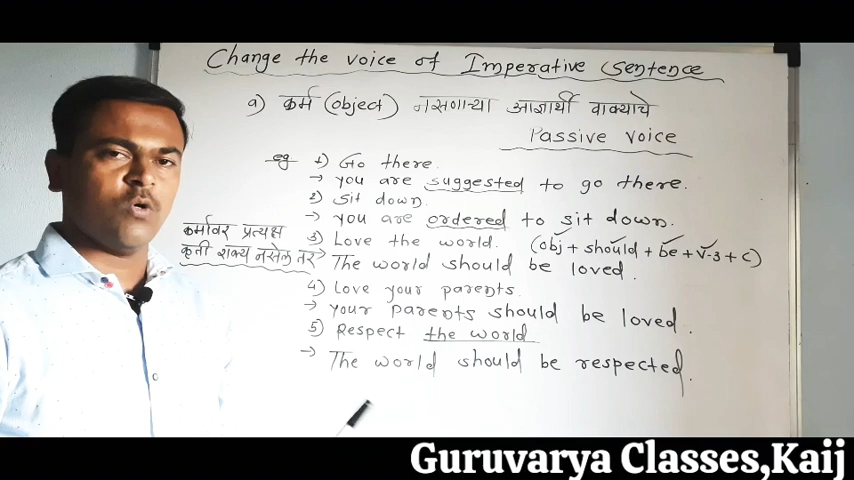 Change the voice of Imperative Sentence
a) कर्म (object) नसणाऱ्या आज्ञार्थी वाक्याचे
Passive voice
eg 1) Go there.
→ You are suggested to go there.
2) Sit down.
→ You are ordered to sit down.
कर्मावर प्रत्यक्ष
कृती शक्य नसेल तर
3) Love the world. (obj + should + be + V-3 + C)
→ The world should be loved.
4) Love your parents.
→ Your parents should be loved.
5) Respect the world
→ The world should be respected.
Guruvarya Classes,Kaij